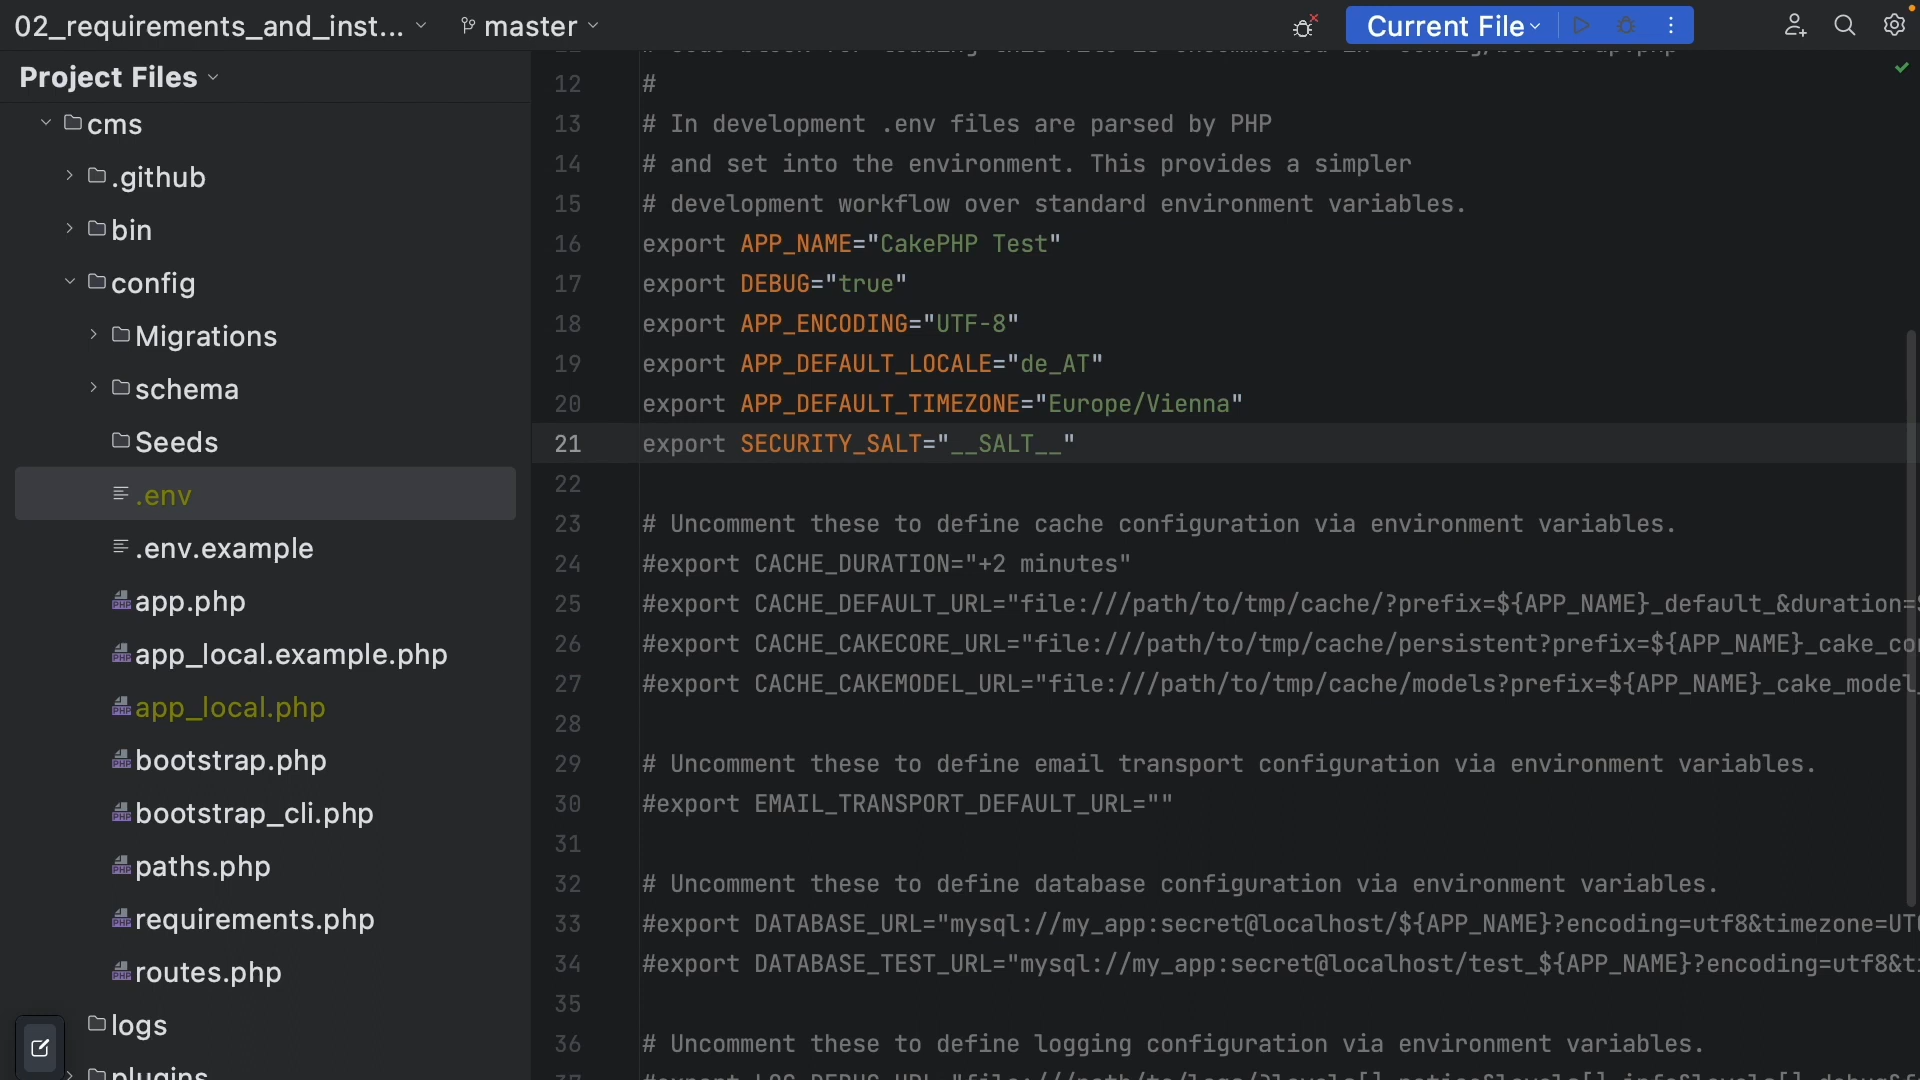 02_requirements_and_inst...
master
Current File
Project Files
cms
.github
bin
config
Migrations
schema
Seeds
.env
.env.example
app.php
app_local.example.php
app_local.php
bootstrap.php
bootstrap_cli.php
paths.php
requirements.php
routes.php
logs
plugins
12 #
13 # In development .env files are parsed by PHP
14 # and set into the environment. This provides a simpler
15 # development workflow over standard environment variables.
16 export APP_NAME="CakePHP Test"
17 export DEBUG="true"
18 export APP_ENCODING="UTF-8"
19 export APP_DEFAULT_LOCALE="de_AT"
20 export APP_DEFAULT_TIMEZONE="Europe/Vienna"
21 export SECURITY_SALT="__SALT__"
22
23 # Uncomment these to define cache configuration via environment variables.
24 #export CACHE_DURATION="+2 minutes"
25 #export CACHE_DEFAULT_URL="file:///path/to/tmp/cache/?prefix=${APP_NAME}_default_&duration=$
26 #export CACHE_CAKECORE_URL="file:///path/to/tmp/cache/persistent?prefix=${APP_NAME}_cake_co
27 #export CACHE_CAKEMODEL_URL="file:///path/to/tmp/cache/models?prefix=${APP_NAME}_cake_model_
28
29 # Uncomment these to define email transport configuration via environment variables.
30 #export EMAIL_TRANSPORT_DEFAULT_URL=""
31
32 # Uncomment these to define database configuration via environment variables.
33 #export DATABASE_URL="mysql://my_app:secret@localhost/${APP_NAME}?encoding=utf8&timezone=UT
34 #export DATABASE_TEST_URL="mysql://my_app:secret@localhost/test_${APP_NAME}?encoding=utf8&ti
35
36 # Uncomment these to define logging configuration via environment variables.